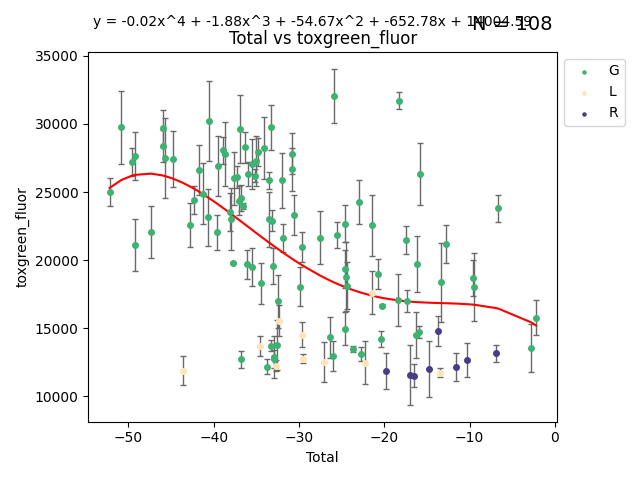 y = -0.02x^4 + -1.88x^3 + -54.67x^2 + -652.78x + 14004.59
N = 108
Total vs toxgreen_fluor
35000
30000
25000
20000
15000
10000
toxgreen_fluor
−50
−40
−30
−20
−10
0
Total
G
L
R